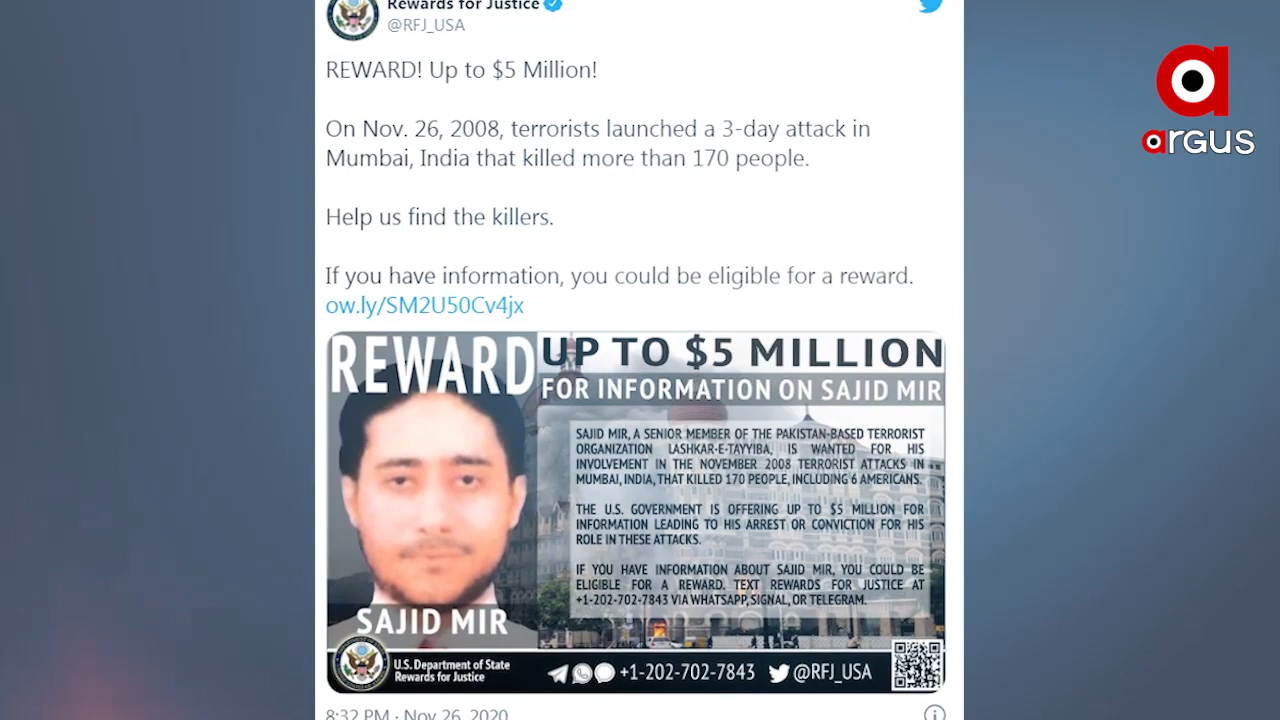 Rewards for Justice
@RFJ_USA
REWARD! Up to $5 Million!
On Nov. 26, 2008, terrorists launched a 3-day attack in
Mumbai, India that killed more than 170 people.
Help us find the killers.
If you have information, you could be eligible for a reward.
ow.ly/SM2U50Cv4jx
REWARD
UP TO $5 MILLION
FOR INFORMATION ON SAJID MIR
SAJID MIR, A SENIOR MEMBER OF THE PAKISTAN-BASED TERRORIST
ORGANIZATION LASHKAR-E-TAYYIBA, IS WANTED FOR HIS
INVOLVEMENT IN THE NOVEMBER 2008 TERRORIST ATTACKS IN
MUMBAI, INDIA, THAT KILLED 170 PEOPLE, INCLUDING 6 AMERICANS.
THE U.S. GOVERNMENT IS OFFERING UP TO $5 MILLION FOR
INFORMATION LEADING TO HIS ARREST OR CONVICTION FOR HIS
ROLE IN THESE ATTACKS.
IF YOU HAVE INFORMATION ABOUT SAJID MIR, YOU COULD BE
ELIGIBLE FOR A REWARD. TEXT REWARDS FOR JUSTICE AT
+1-202-702-7843 VIA WHATSAPP, SIGNAL, OR TELEGRAM.
SAJID MIR
U.S. Department of State
Rewards for Justice
+1-202-702-7843
@RFJ_USA
8:32 PM · Nov 26, 2020
argus